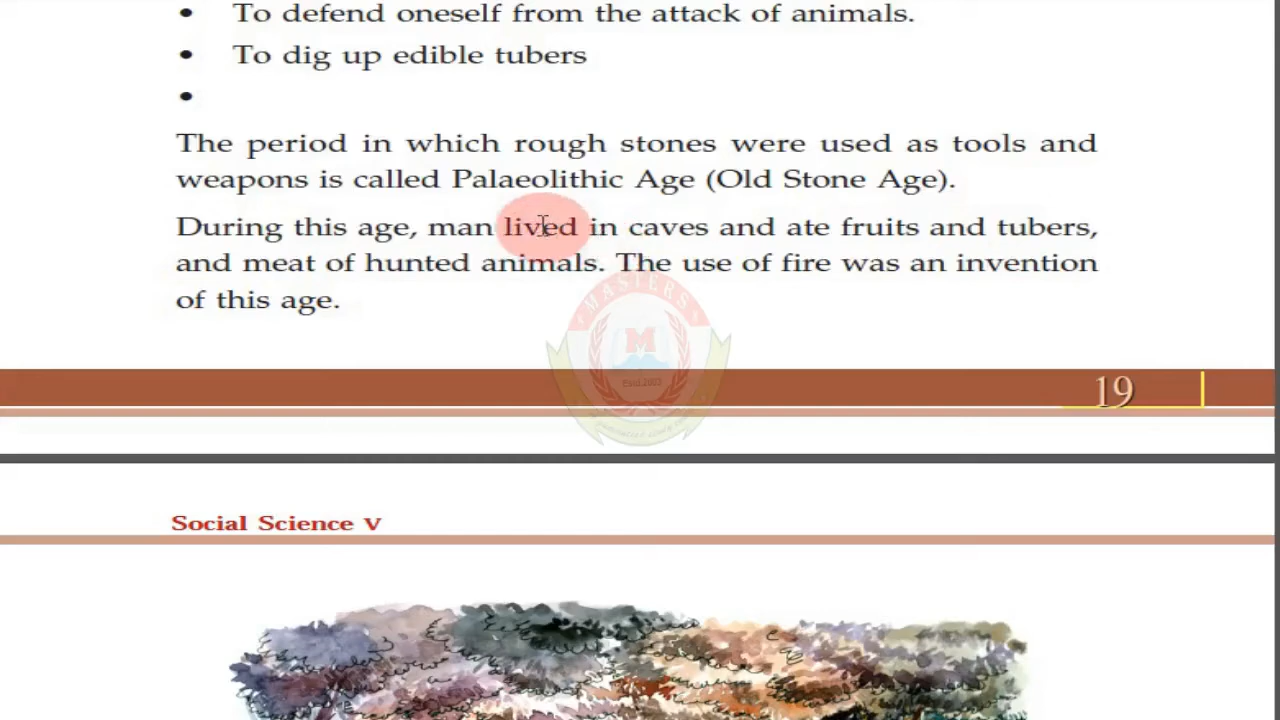 • To defend oneself from the attack of animals.
• To dig up edible tubers
•
The period in which rough stones were used as tools and
weapons is called Palaeolithic Age (Old Stone Age).
During this age, man lived in caves and ate fruits and tubers,
and meat of hunted animals. The use of fire was an invention
of this age.
MASTERS
M
Estd.2003
19
Social Science V